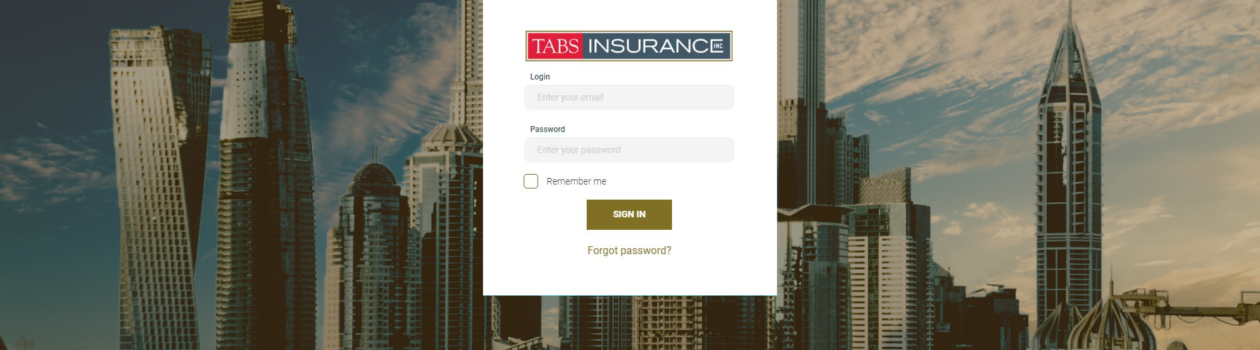 TABS INSURANCE INC
Login
Enter your email
Password
Enter your password
Remember me
SIGN IN
Forgot password?